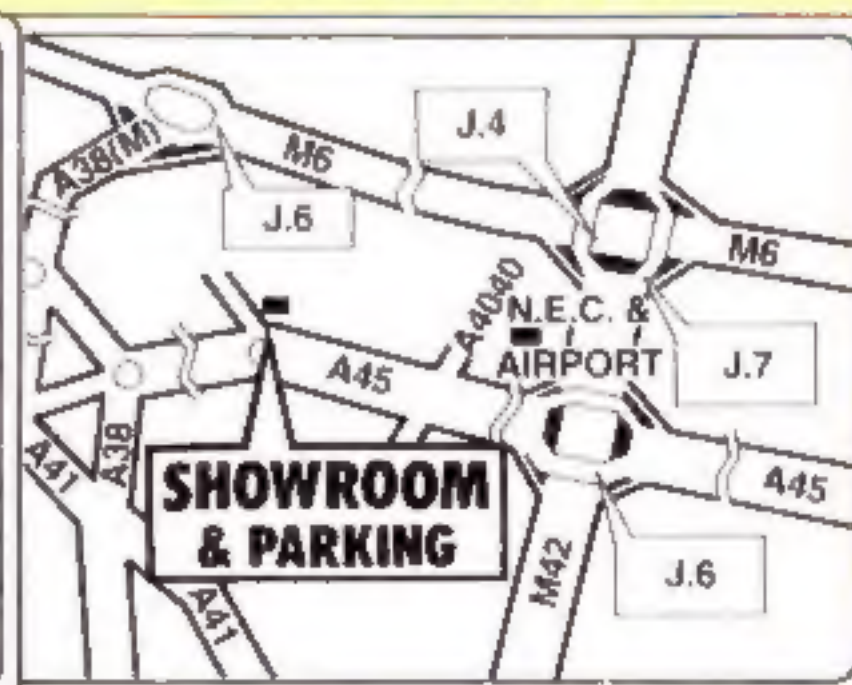 J.4
A38(M)
M6
J.6
M6
A4040
N.E.C. &
AIRPORT
J.7
A45
A38
A41
SHOWROOM
& PARKING
A45
M42
J.6
A41